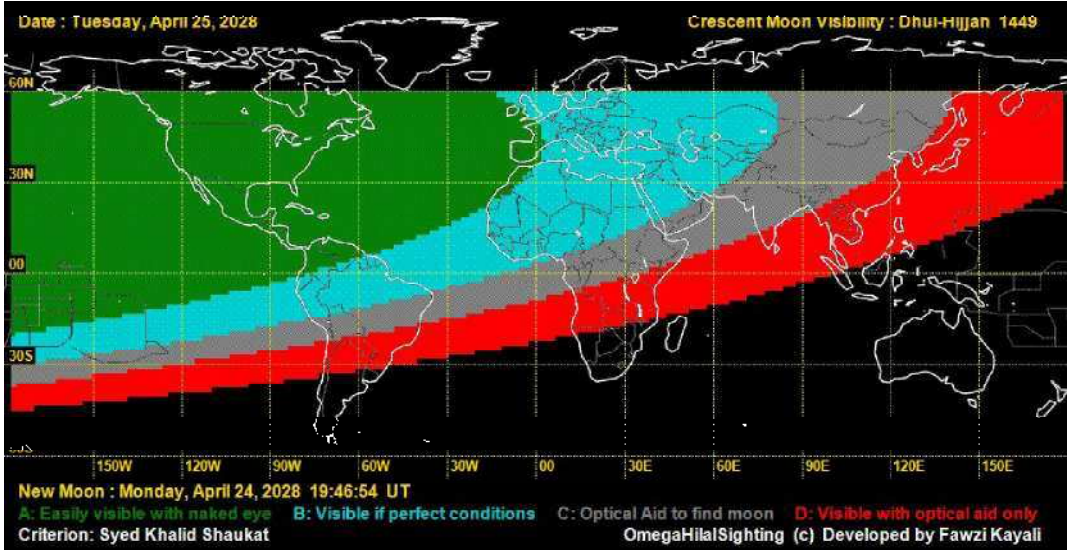 Date : Tuesday, April 25, 2028
Crescent Moon Visibility : Dhul-Hijjah 1449
60N
30N
00
30S
150W 120W 90W 60W 30W 00 30E 60E 90E 120E 150E
New Moon : Monday, April 24, 2028 19:46:54 UT
A: Easily visible with naked eye B: Visible if perfect conditions C: Optical Aid to find moon D: Visible with optical aid only
Criterion: Syed Khalid Shaukat OmegaHilalSighting (c) Developed by Fawzi Kayali